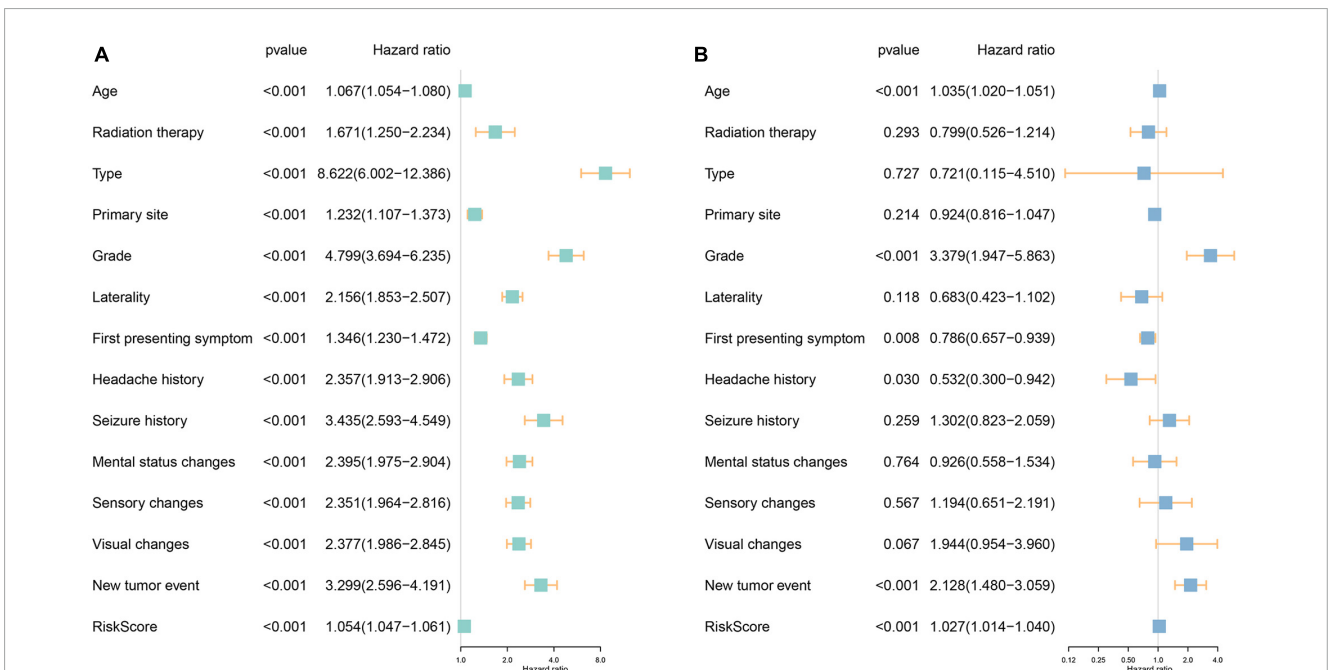 A pvalue Hazard ratio
Age <0.001 1.067(1.054−1.080)
Radiation therapy <0.001 1.671(1.250−2.234)
Type <0.001 8.622(6.002−12.386)
Primary site <0.001 1.232(1.107−1.373)
Grade <0.001 4.799(3.694−6.235)
Laterality <0.001 2.156(1.853−2.507)
First presenting symptom <0.001 1.346(1.230−1.472)
Headache history <0.001 2.357(1.913−2.906)
Seizure history <0.001 3.435(2.593−4.549)
Mental status changes <0.001 2.395(1.975−2.904)
Sensory changes <0.001 2.351(1.964−2.816)
Visual changes <0.001 2.377(1.986−2.845)
New tumor event <0.001 3.299(2.596−4.191)
RiskScore <0.001 1.054(1.047−1.061)
1.0 2.0 4.0 8.0
Hazard ratio
B pvalue Hazard ratio
Age <0.001 1.035(1.020−1.051)
Radiation therapy 0.293 0.799(0.526−1.214)
Type 0.727 0.721(0.115−4.510)
Primary site 0.214 0.924(0.816−1.047)
Grade <0.001 3.379(1.947−5.863)
Laterality 0.118 0.683(0.423−1.102)
First presenting symptom 0.008 0.786(0.657−0.939)
Headache history 0.030 0.532(0.300−0.942)
Seizure history 0.259 1.302(0.823−2.059)
Mental status changes 0.764 0.926(0.558−1.534)
Sensory changes 0.567 1.194(0.651−2.191)
Visual changes 0.067 1.944(0.954−3.960)
New tumor event <0.001 2.128(1.480−3.059)
RiskScore <0.001 1.027(1.014−1.040)
0.12 0.25 0.50 1.0 2.0 4.0
Hazard ratio